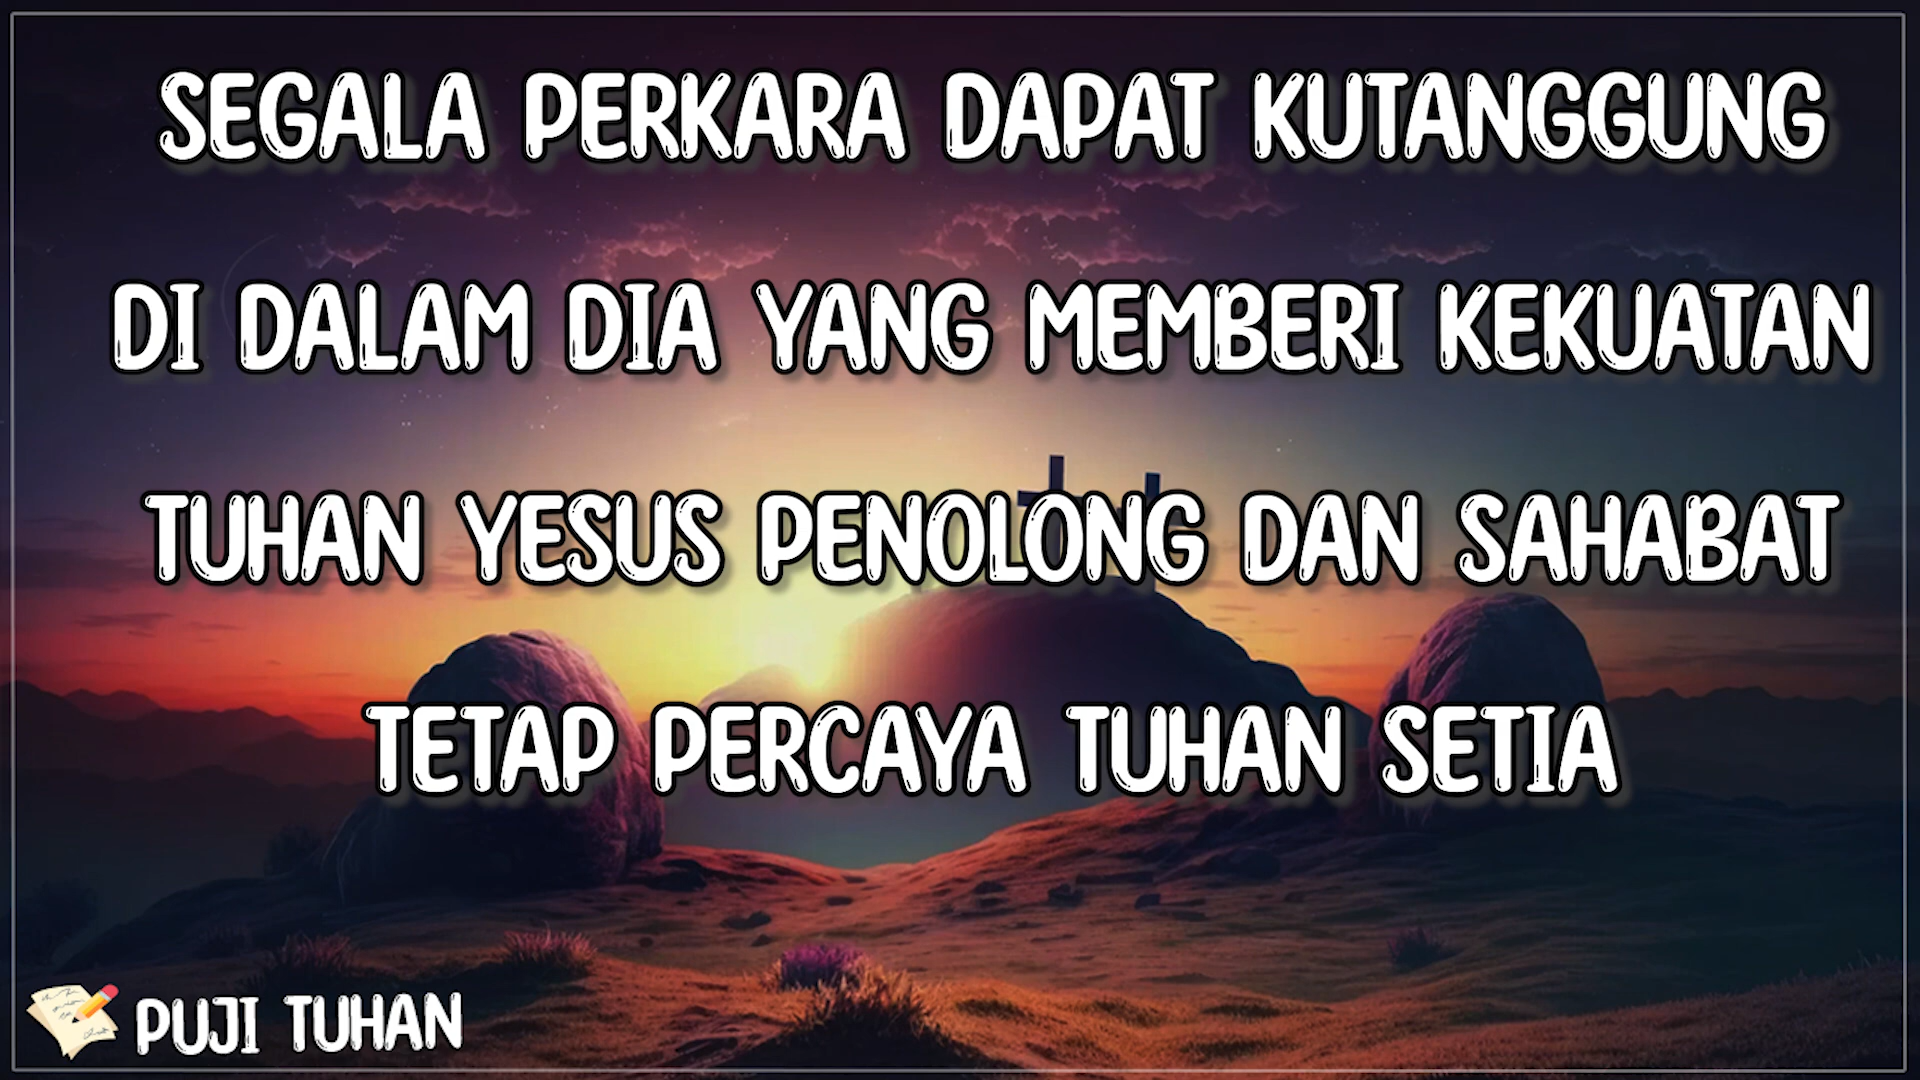 SEGALA PERKARA DAPAT KUTANGGUNG
DI DALAM DIA YANG MEMBERI KEKUATAN
TUHAN YESUS PENOLONG DAN SAHABAT
TETAP PERCAYA TUHAN SETIA
PUJI TUHAN